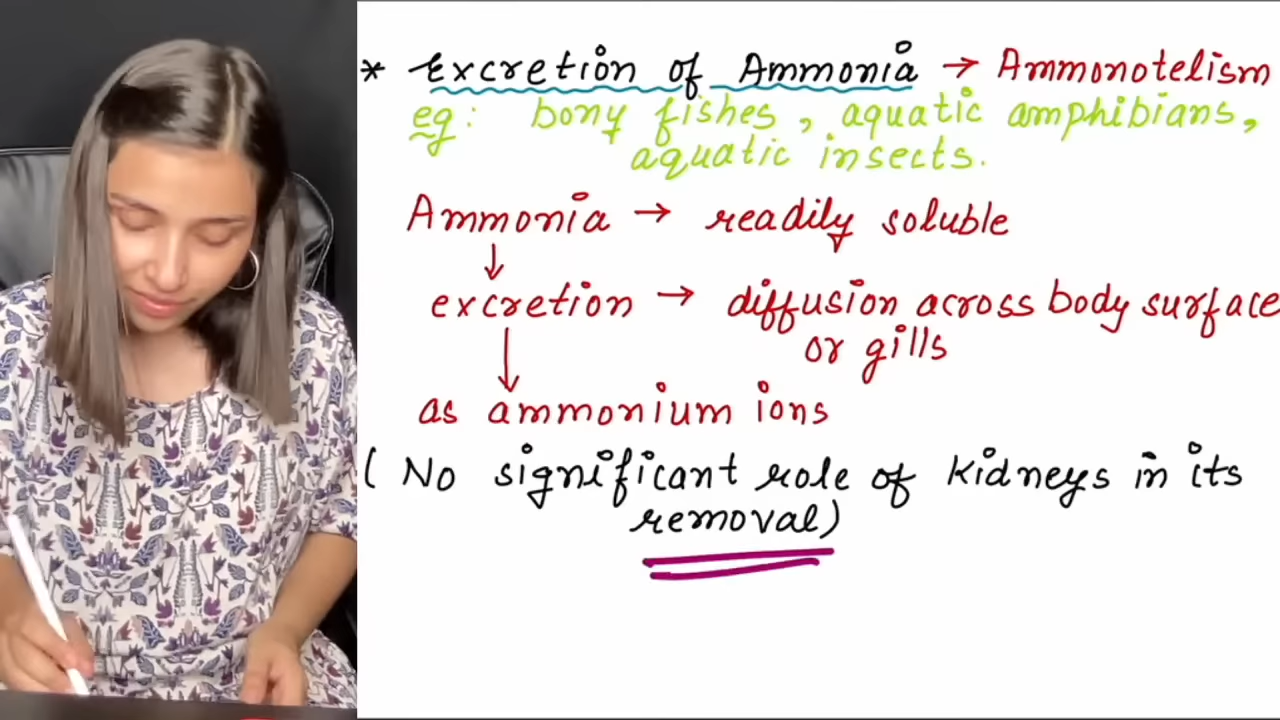 * Excretion of Ammonia → Ammonotelism
eg: bony fishes, aquatic amphibians,
aquatic insects.
Ammonia → readily soluble
↓
excretion → diffusion across body surface
or gills
↓
as ammonium ions
( No significant role of kidneys in its
removal)